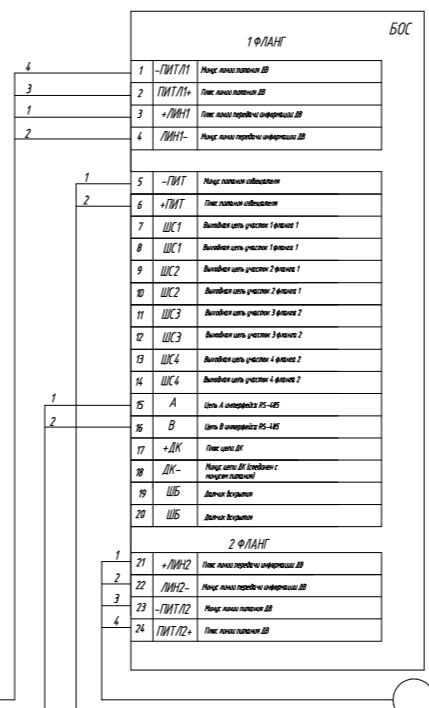 БОС
1 ФЛАНГ
4 1 -ПИТЛ1 Минус линии питания ДВ
3 2 ПИТЛ1+ Плюс линии питания ДВ
1 3 +ЛИН1 Плюс линии передачи информации ДВ
2 4 ЛИН1- Минус линии передачи информации ДВ
1 5 -ПИТ Минус питания извещателя
2 6 +ПИТ Плюс питания извещателя
7 ШС1 Выходная цепь участок 1 фланга 1
8 ШС1 Выходная цепь участок 1 фланга 1
9 ШС2 Выходная цепь участок 2 фланга 1
10 ШС2 Выходная цепь участок 2 фланга 1
11 ШС3 Выходная цепь участок 3 фланга 2
12 ШС3 Выходная цепь участок 3 фланга 2
13 ШС4 Выходная цепь участок 4 фланга 2
14 ШС4 Выходная цепь участок 4 фланга 2
1 15 А Цепь А интерфейса RS-485
2 16 В Цепь В интерфейса RS-485
17 +ДК Плюс цепи ДК
18 ДК- Минус цепи ДК (соединен с
минусом питания)
19 ШБ Датчик вскрытия
20 ШБ Датчик вскрытия
2 ФЛАНГ
1 21 +ЛИН2 Плюс линии передачи информации ДВ
2 22 ЛИН2- Минус линии передачи информации ДВ
3 23 -ПИТЛ2 Минус линии питания ДВ
4 24 ПИТЛ2+ Плюс линии питания ДВ